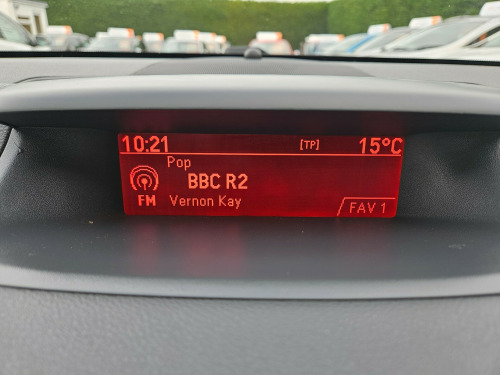 10:21 [TP] 15°C
Pop
BBC R2
FM Vernon Kay
FAV 1